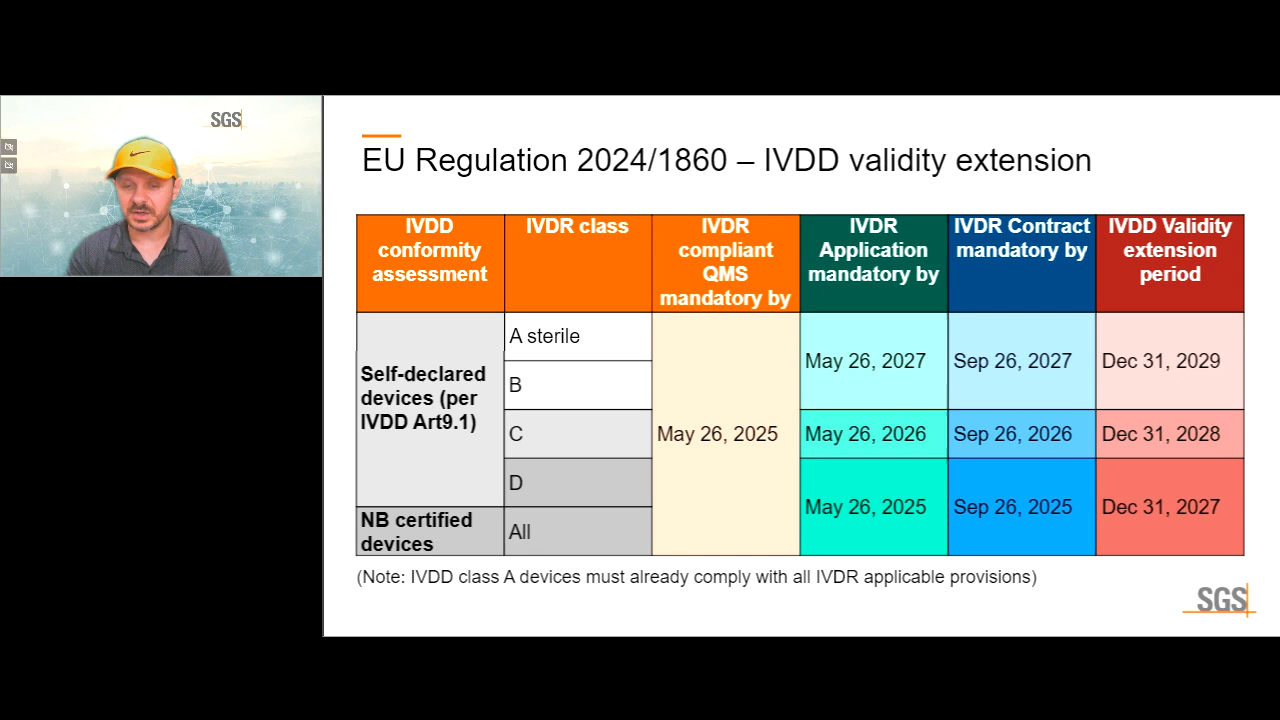 SGS
EU Regulation 2024/1860 – IVDD validity extension
IVDD
conformity
assessment
IVDR class
IVDR
compliant
QMS
mandatory by
IVDR
Application
mandatory by
IVDR Contract
mandatory by
IVDD Validity
extension
period
Self-declared
devices (per
IVDD Art9.1)
A sterile
B
C
D
NB certified
devices
All
May 26, 2025
May 26, 2027
Sep 26, 2027
Dec 31, 2029
May 26, 2026
Sep 26, 2026
Dec 31, 2028
May 26, 2025
Sep 26, 2025
Dec 31, 2027
(Note: IVDD class A devices must already comply with all IVDR applicable provisions)
SGS